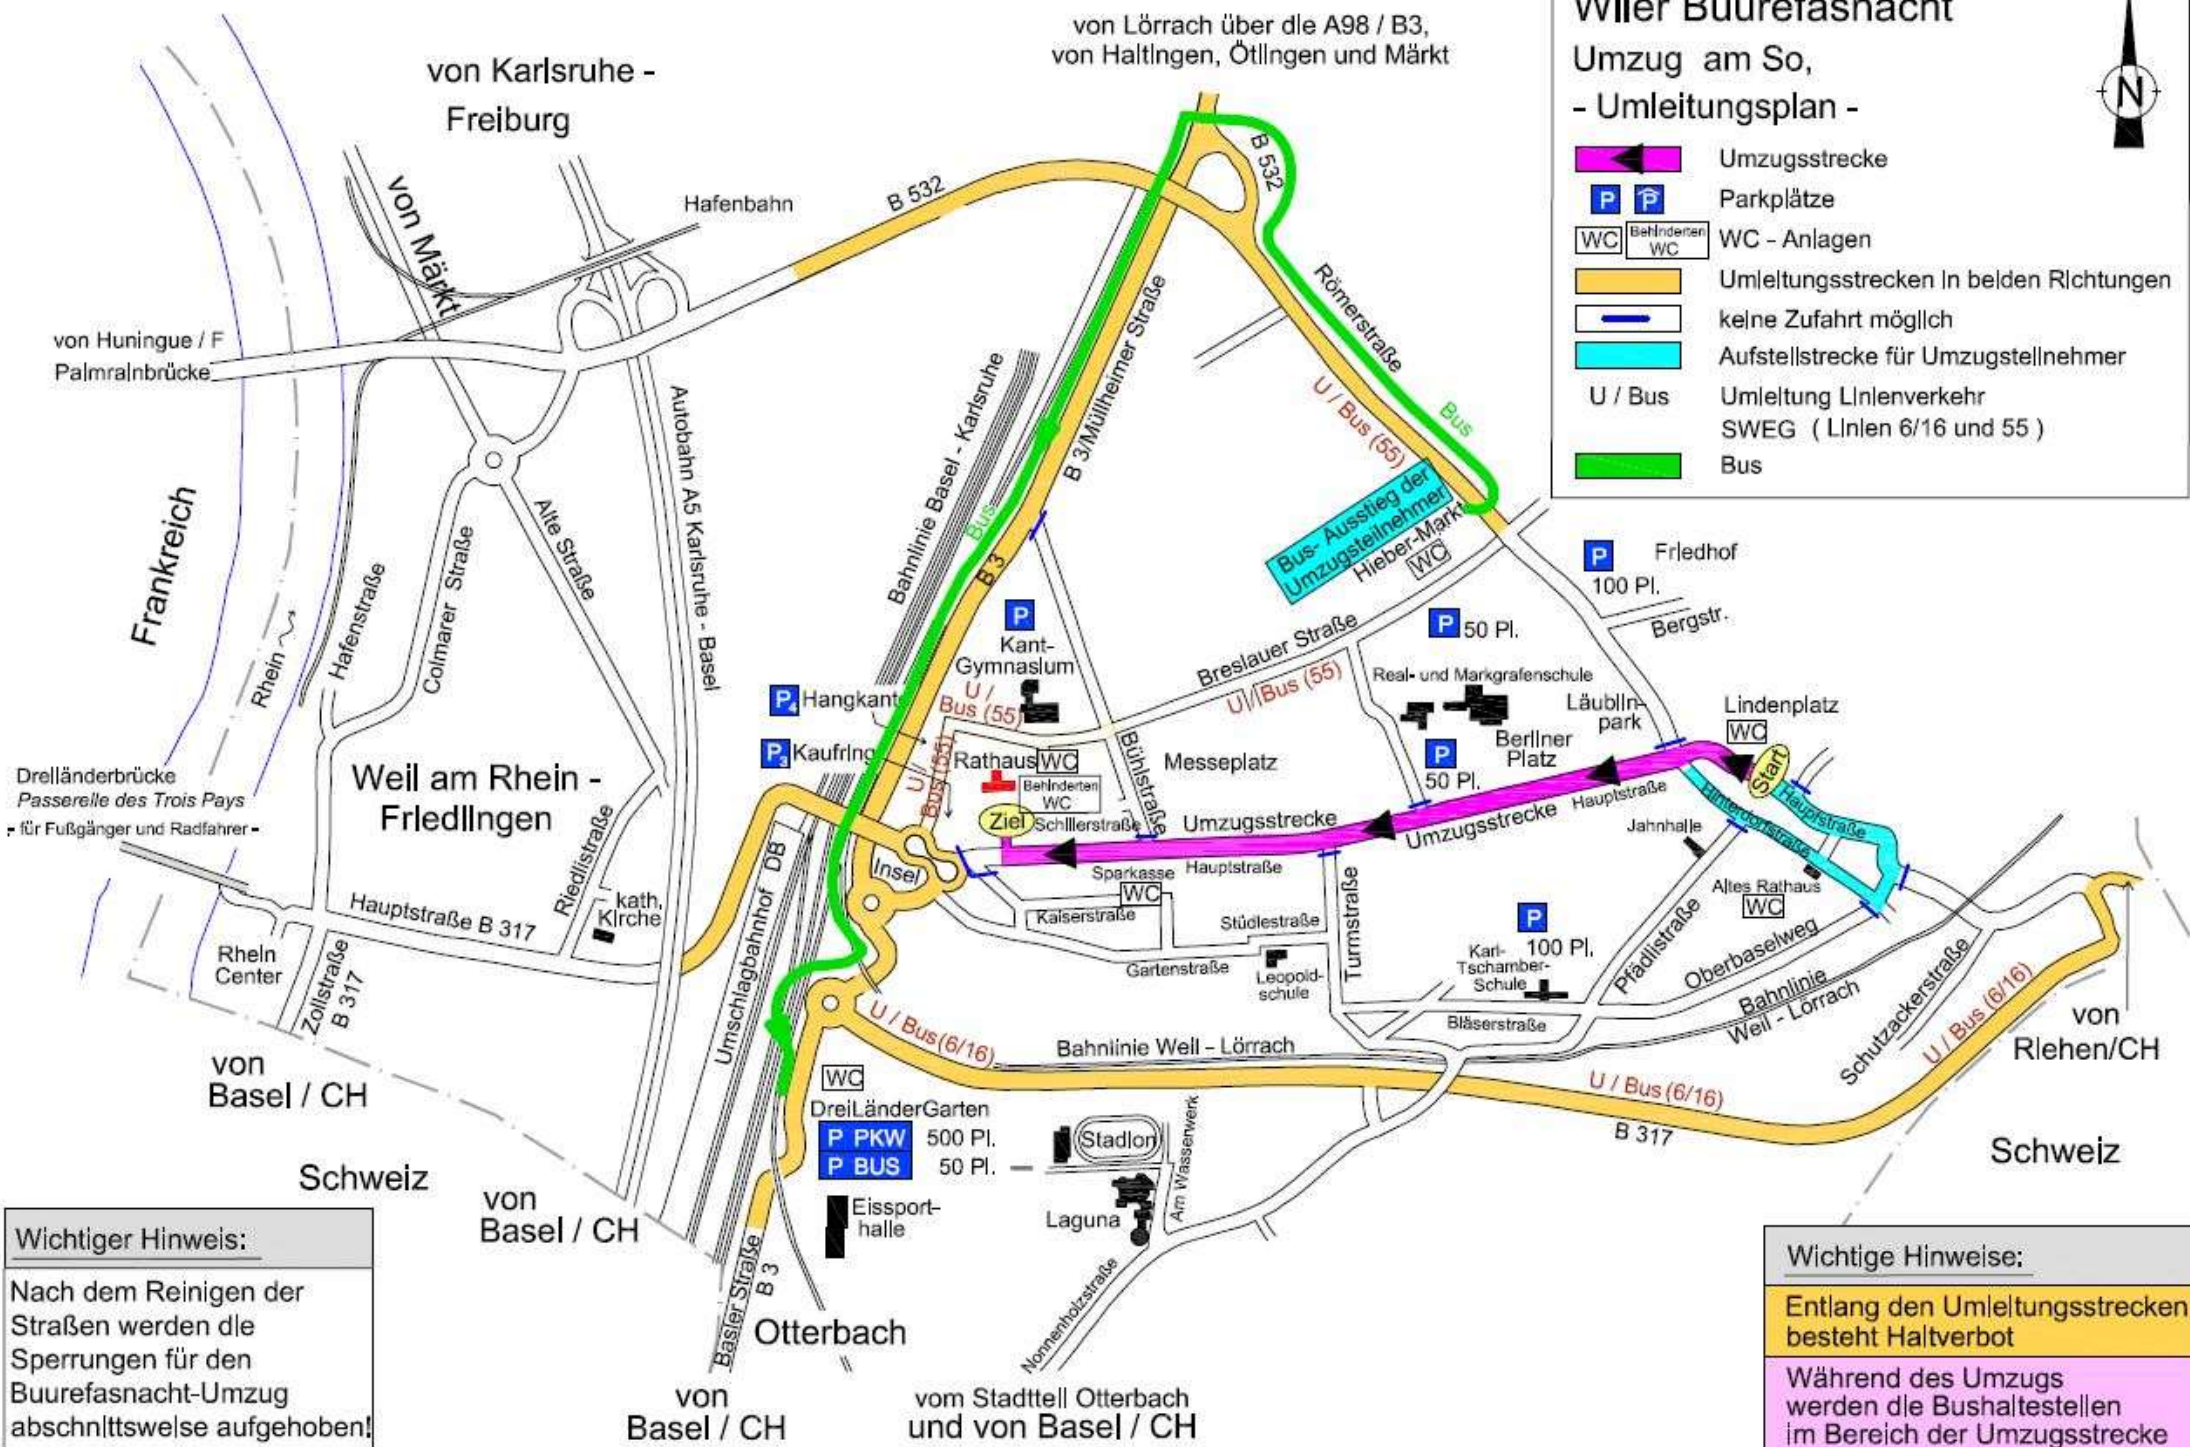 von Lörrach über die A98 / B3,
von Haltingen, Ötlingen und Märkt
von Karlsruhe -
Freiburg
Wiler Buurefasnacht
Umzug am So,
- Umleitungsplan -
N
Umzugsstrecke
P P Parkplätze
WC Behinderten WC WC - Anlagen
Umleitungsstrecken in beiden Richtungen
keine Zufahrt möglich
Aufstellstrecke für Umzugsteilnehmer
U / Bus Umleitung Linienverkehr
SWEG ( Linien 6/16 und 55 )
Bus
von Märkt
Hafenbahn
B 532
B 532
Römerstraße
von Huningue / F
Palmrainbrücke
Autobahn A5 Karlsruhe - Basel
Bahnlinie Basel - Karlsruhe
B 3/Müllheimer Straße
U / Bus (55)
Bus
Bus
B 3
Bus- Ausstieg der
Umzugsteilnehmer
Hieber-Markt
WC
Frankreich
Rhein
Hafenstraße
Colmarer Straße
Alte Straße
P Friedhof
100 Pl.
Bergstr.
P
Kant-
Gymnasium
Breslauer Straße
U / Bus (55)
P 50 Pl.
Real- und Markgrafenschule
Läublin-
park
Lindenplatz
WC
P4 Hangkante
U /
Bus (55)
P3 Kaufring
U /
Bus (55)
Rathaus WC
Behinderten
WC
Bühlstraße
Messeplatz
P
50 Pl.
Berliner
Platz
Start
Ziel
Schillerstraße
Umzugsstrecke
Umzugsstrecke
Hauptstraße
Hauptstraße
Hinterdorfstraße
Hauptstraße
Dreiländerbrücke
Passerelle des Trois Pays
- für Fußgänger und Radfahrer -
Weil am Rhein -
Friedlingen
Riedlistraße
kath.
Kirche
Hauptstraße B 317
Rhein
Center
Zollstraße
B 317
Umschlagbahnhof DB
Insel
Sparkasse
WC
Kaiserstraße
Stüdlestraße
Gartenstraße
Leopold-
schule
Turmstraße
Jahnhalle
Altes Rathaus
WC
P
100 Pl.
Karl-
Tschamber-
Schule
Pfädlistraße
Oberbaselweg
Bläserstraße
Bahnlinie
Weil - Lörrach
Schutzackerstraße
U / Bus (6/16)
von
Riehen/CH
U / Bus(6/16)
Bahnlinie Weil - Lörrach
U / Bus (6/16)
B 317
von
Basel / CH
WC
DreiLänderGarten
P PKW 500 Pl.
P BUS 50 Pl.
Stadion
Am Wasserwerk
Laguna
Eissport-
halle
Schweiz
Schweiz
von
Basel / CH
Basler Straße
B 3
Otterbach
Nonnenholzstraße
von
Basel / CH
vom Stadtteil Otterbach
und von Basel / CH
Wichtiger Hinweis:
Nach dem Reinigen der
Straßen werden die
Sperrungen für den
Buurefasnacht-Umzug
abschnittsweise aufgehoben!
Wichtige Hinweise:
Entlang den Umleitungsstrecken
besteht Haltverbot
Während des Umzugs
werden die Bushaltestellen
im Bereich der Umzugsstrecke